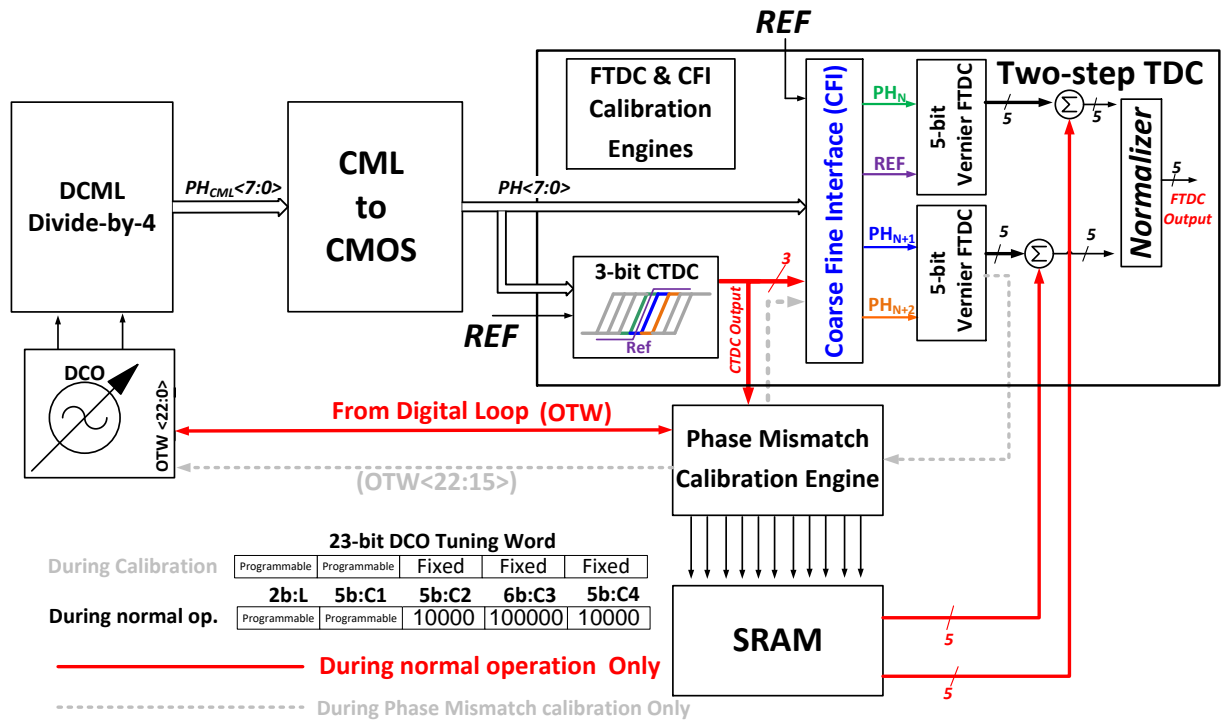 REF
Two-step TDC
FTDC & CFI
Calibration
Engines
Coarse Fine Interface (CFI)
PH_N
REF
5-bit
Vernier FTDC
5
Σ
5
Normalizer
5
FTDC
Output
PH_N+1
PH_N+2
5-bit
Vernier FTDC
5
Σ
5
DCML
Divide-by-4
PH_CML<7:0>
CML
to
CMOS
PH<7:0>
3-bit CTDC
Ref
REF
3
CTDC Output
DCO
OTW <22:0>
From Digital Loop (OTW)
(OTW<22:15>)
Phase Mismatch
Calibration Engine
SRAM
5
5
23-bit DCO Tuning Word
During Calibration Programmable Programmable Fixed Fixed Fixed
2b:L 5b:C1 5b:C2 6b:C3 5b:C4
During normal op. Programmable Programmable 10000 100000 10000
During normal operation Only
During Phase Mismatch calibration Only